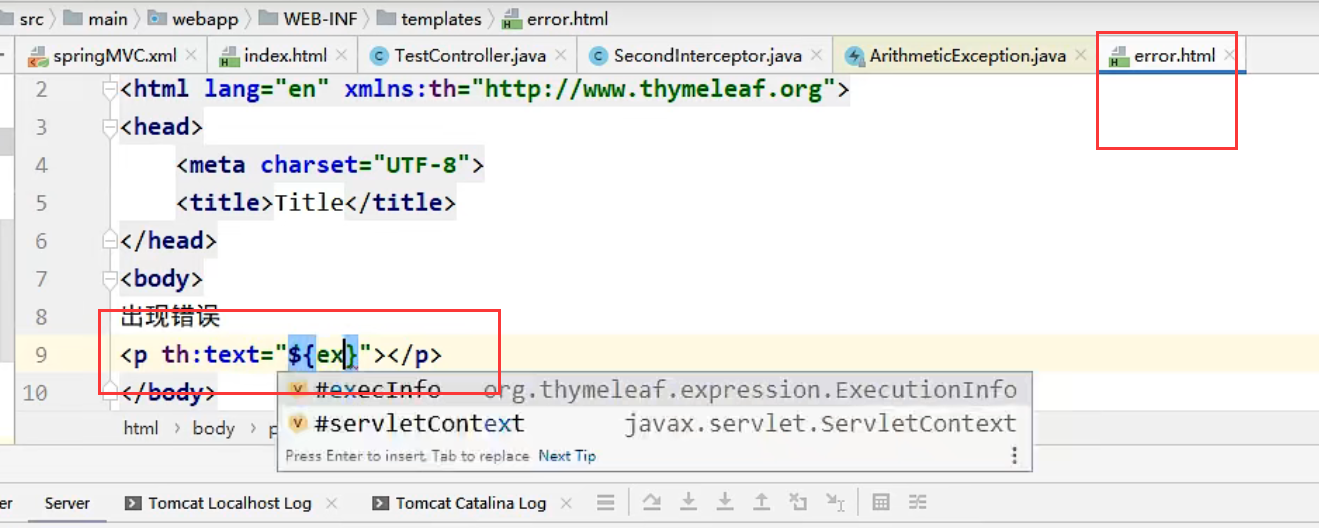 src main webapp WEB-INF templates error.html
springMVC.xml index.html TestController.java SecondInterceptor.java ArithmeticException.java error.html
2 <html lang="en" xmlns:th="http://www.thymeleaf.org">
3 <head>
4 <meta charset="UTF-8">
5 <title>Title</title>
6 </head>
7 <body>
8 出现错误
9 <p th:text="${ex}"></p>
10 </body>
#execInfo org.thymeleaf.expression.ExecutionInfo
#servletContext javax.servlet.ServletContext
Press Enter to insert, Tab to replace Next Tip
html body p
er Server Tomcat Localhost Log Tomcat Catalina Log